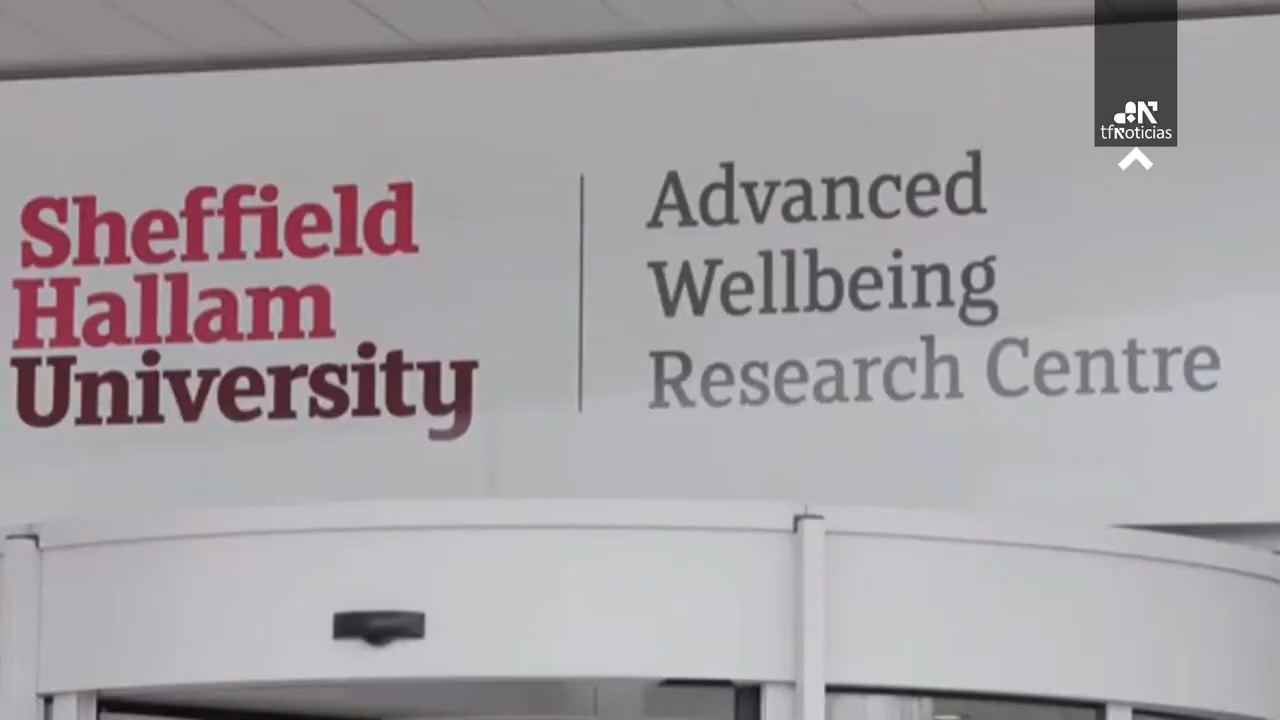 Sheffield
Hallam
University
Advanced
Wellbeing
Research Centre
tfNoticias